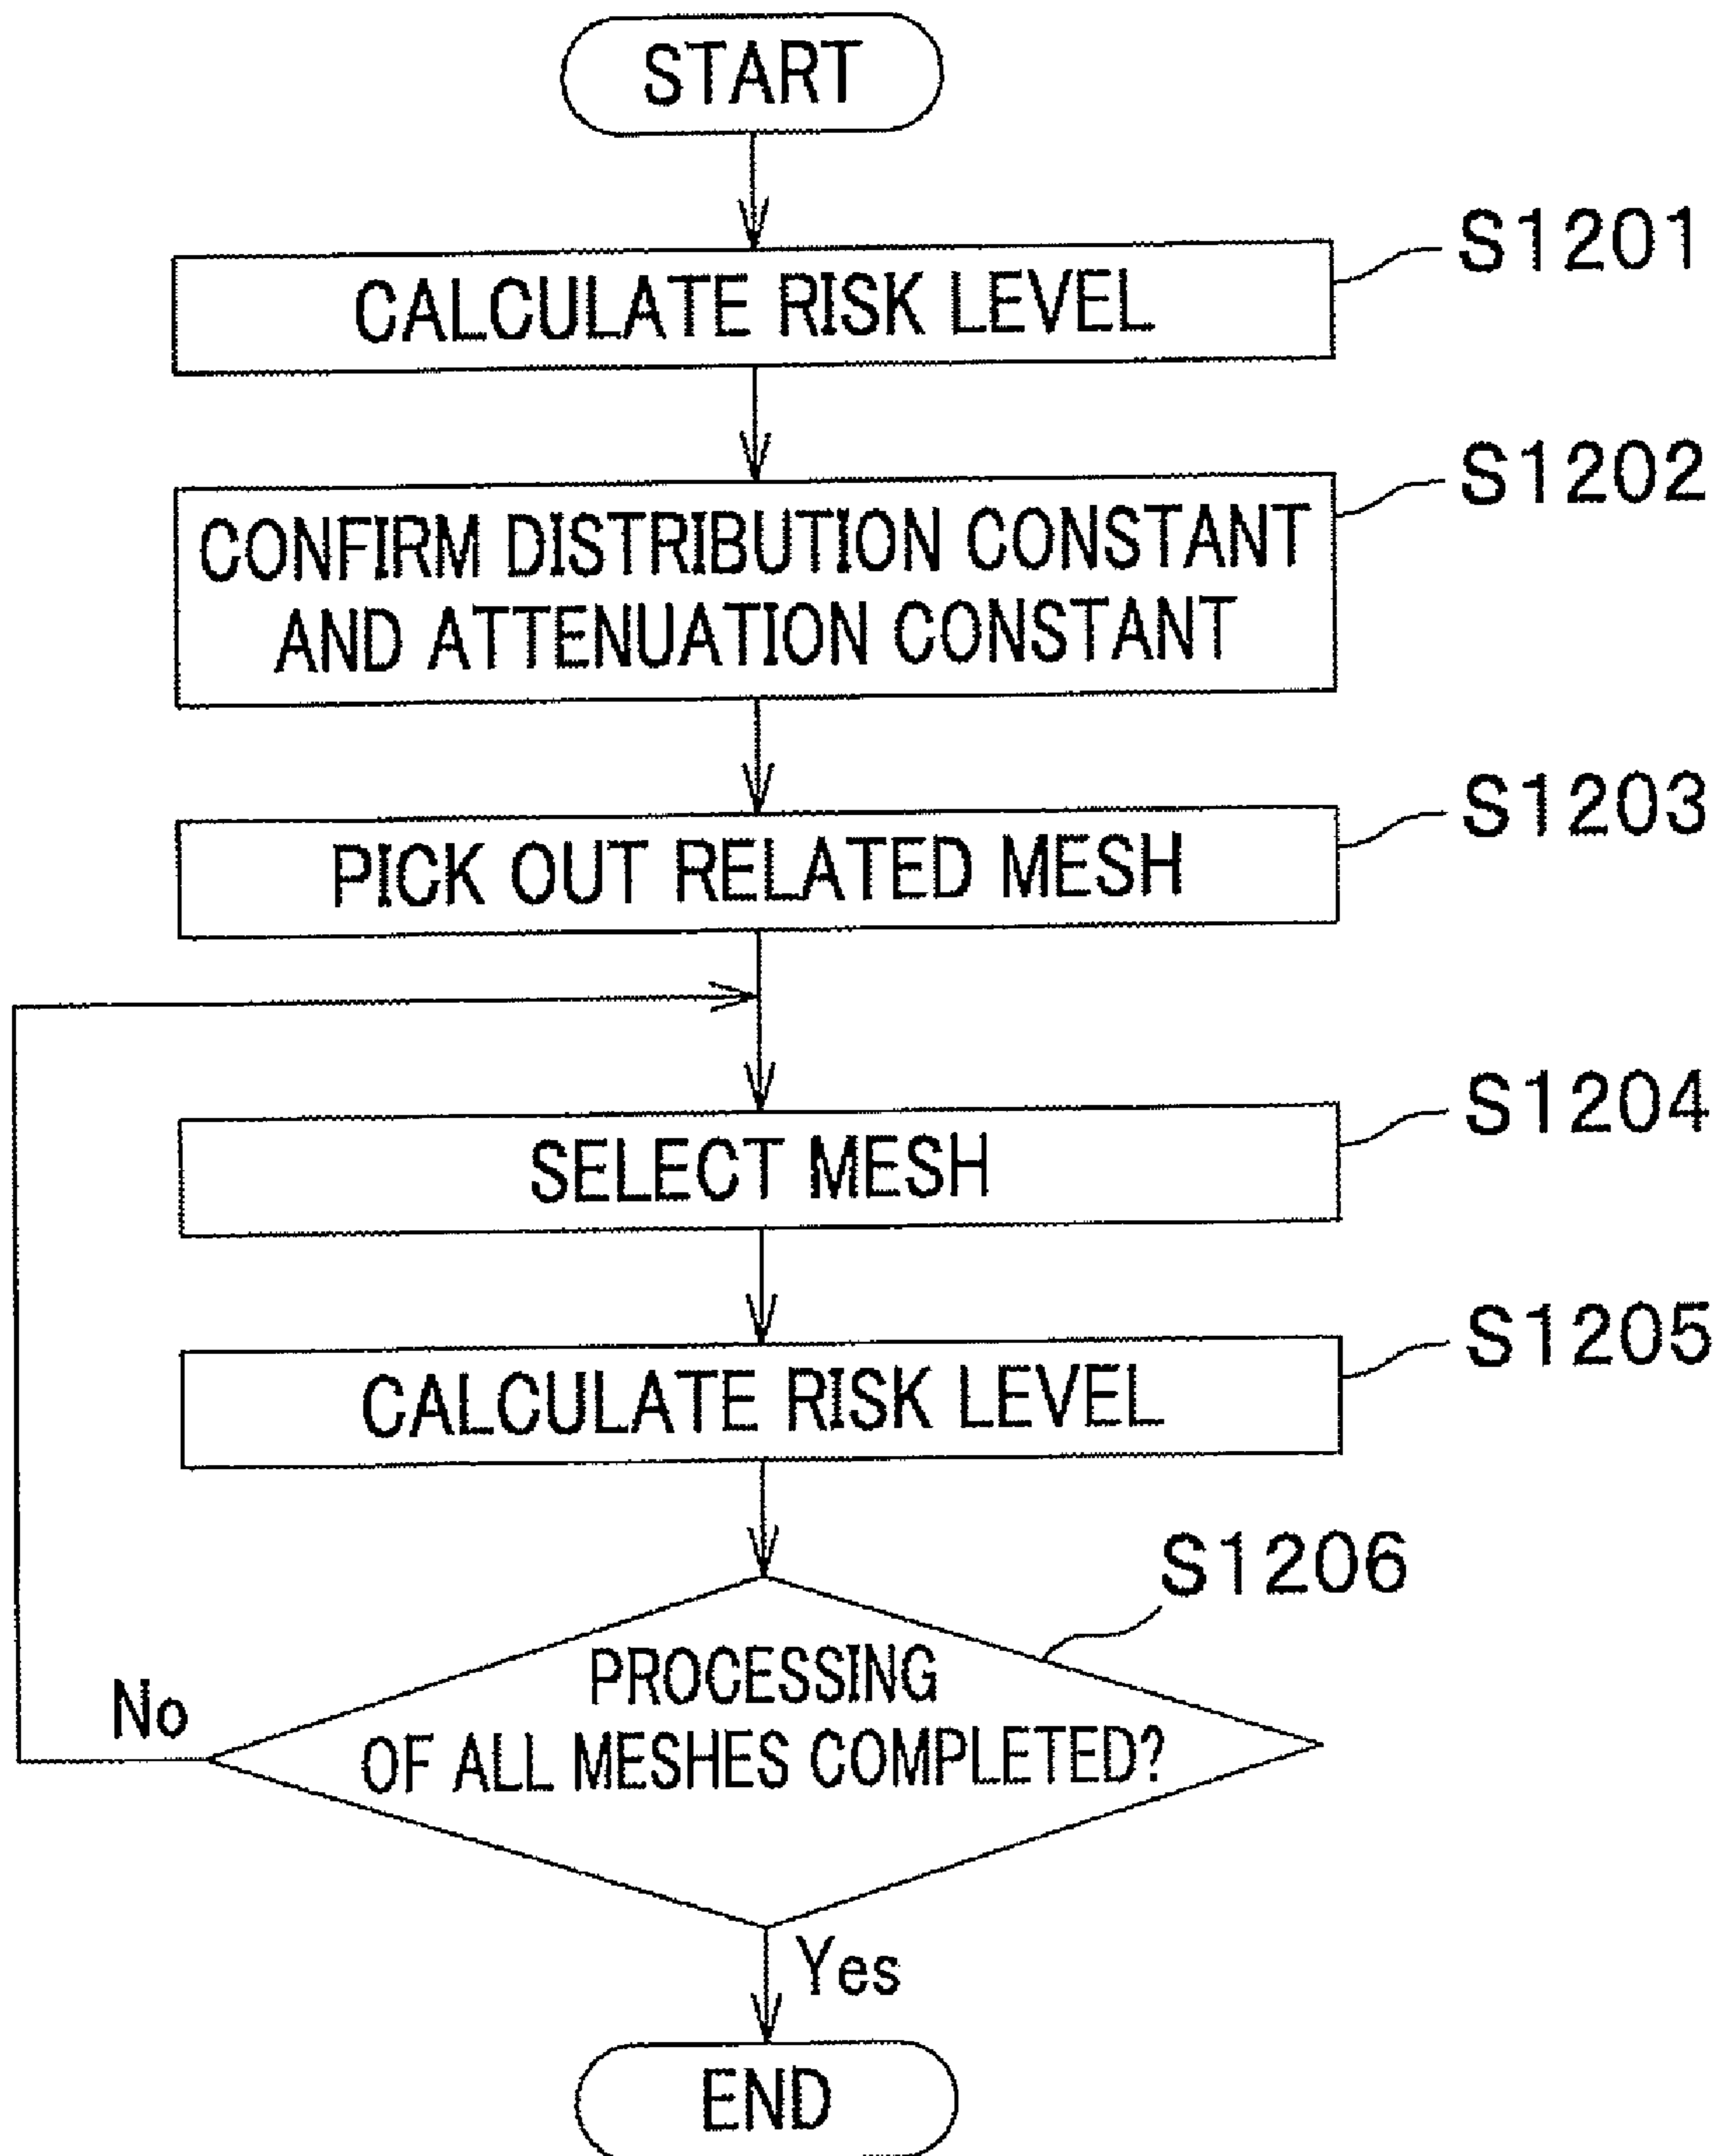 START
CALCULATE RISK LEVEL
S1201
CONFIRM DISTRIBUTION CONSTANT
AND ATTENUATION CONSTANT
S1202
PICK OUT RELATED MESH
S1203
SELECT MESH
S1204
CALCULATE RISK LEVEL
S1205
S1206
PROCESSING
OF ALL MESHES COMPLETED?
No
Yes
END